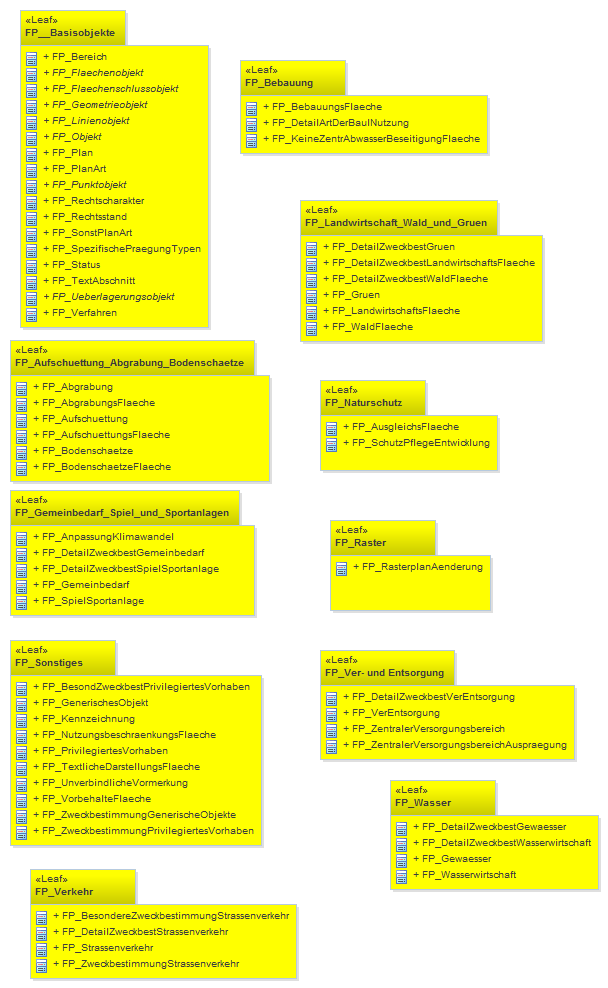 «Leaf»
FP__Basisobjekte
+ FP_Bereich
+ FP_Flaechenobjekt
+ FP_Flaechenschlussobjekt
+ FP_Geometrieobjekt
+ FP_Linienobjekt
+ FP_Objekt
+ FP_Plan
+ FP_PlanArt
+ FP_Punktobjekt
+ FP_Rechtscharakter
+ FP_Rechtsstand
+ FP_SonstPlanArt
+ FP_SpezifischePraegungTypen
+ FP_Status
+ FP_TextAbschnitt
+ FP_Ueberlagerungsobjekt
+ FP_Verfahren
«Leaf»
FP_Bebauung
+ FP_BebauungsFlaeche
+ FP_DetailArtDerBaulNutzung
+ FP_KeineZentrAbwasserBeseitigungFlaeche
«Leaf»
FP_Landwirtschaft_Wald_und_Gruen
+ FP_DetailZweckbestGruen
+ FP_DetailZweckbestLandwirtschaftsFlaeche
+ FP_DetailZweckbestWaldFlaeche
+ FP_Gruen
+ FP_LandwirtschaftsFlaeche
+ FP_WaldFlaeche
«Leaf»
FP_Aufschuettung_Abgrabung_Bodenschaetze
+ FP_Abgrabung
+ FP_AbgrabungsFlaeche
+ FP_Aufschuettung
+ FP_AufschuettungsFlaeche
+ FP_Bodenschaetze
+ FP_BodenschaetzeFlaeche
«Leaf»
FP_Naturschutz
+ FP_AusgleichsFlaeche
+ FP_SchutzPflegeEntwicklung
«Leaf»
FP_Gemeinbedarf_Spiel_und_Sportanlagen
+ FP_AnpassungKlimawandel
+ FP_DetailZweckbestGemeinbedarf
+ FP_DetailZweckbestSpielSportanlage
+ FP_Gemeinbedarf
+ FP_SpielSportanlage
«Leaf»
FP_Raster
+ FP_RasterplanAenderung
«Leaf»
FP_Sonstiges
+ FP_BesondZweckbestPrivilegiertesVorhaben
+ FP_GenerischesObjekt
+ FP_Kennzeichnung
+ FP_NutzungsbeschraenkungsFlaeche
+ FP_PrivilegiertesVorhaben
+ FP_TextlicheDarstellungsFlaeche
+ FP_UnverbindlicheVormerkung
+ FP_VorbehalteFlaeche
+ FP_ZweckbestimmungGenerischeObjekte
+ FP_ZweckbestimmungPrivilegiertesVorhaben
«Leaf»
FP_Ver- und Entsorgung
+ FP_DetailZweckbestVerEntsorgung
+ FP_VerEntsorgung
+ FP_ZentralerVersorgungsbereich
+ FP_ZentralerVersorgungsbereichAuspraegung
«Leaf»
FP_Wasser
+ FP_DetailZweckbestGewaesser
+ FP_DetailZweckbestWasserwirtschaft
+ FP_Gewaesser
+ FP_Wasserwirtschaft
«Leaf»
FP_Verkehr
+ FP_BesondereZweckbestimmungStrassenverkehr
+ FP_DetailZweckbestStrassenverkehr
+ FP_Strassenverkehr
+ FP_ZweckbestimmungStrassenverkehr